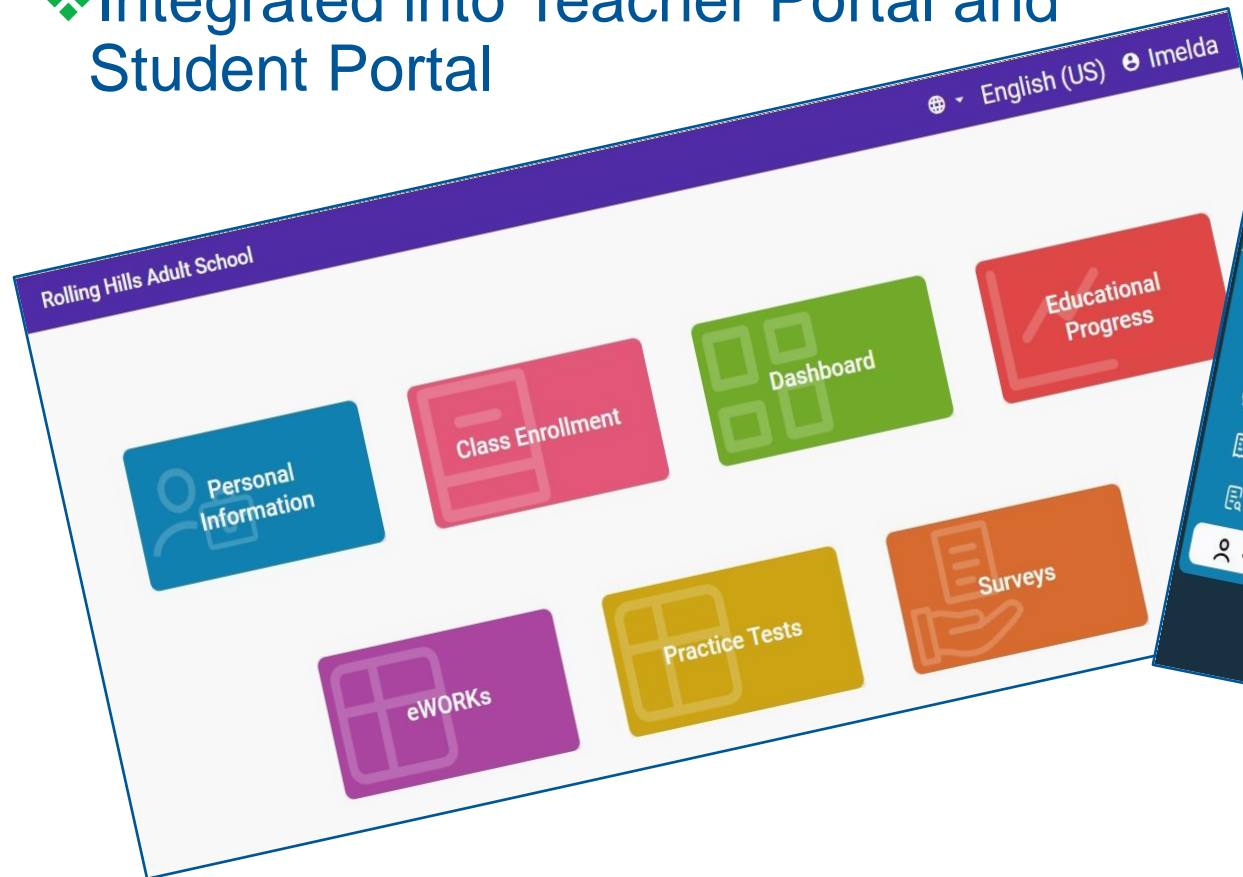 ❖Integrated into Teacher Portal and
Student Portal
English (US) Imelda
Rolling Hills Adult School
Personal
Information
Class Enrollment
Dashboard
Educational
Progress
eWORKs
Practice Tests
Surveys